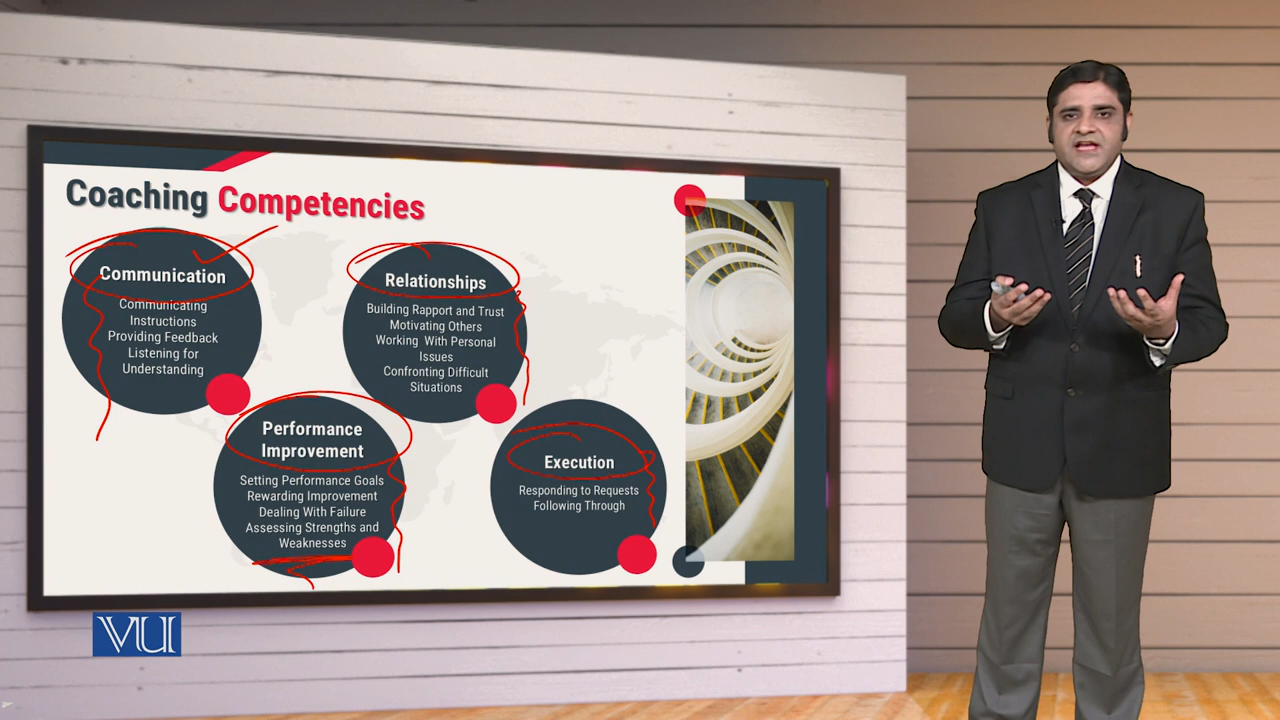 Coaching Competencies
Communication
Communicating
Instructions
Providing Feedback
Listening for
Understanding
Relationships
Building Rapport and Trust
Motivating Others
Working With Personal
Issues
Confronting Difficult
Situations
Performance
Improvement
Setting Performance Goals
Rewarding Improvement
Dealing With Failure
Assessing Strengths and
Weaknesses
Execution
Responding to Requests
Following Through
VU